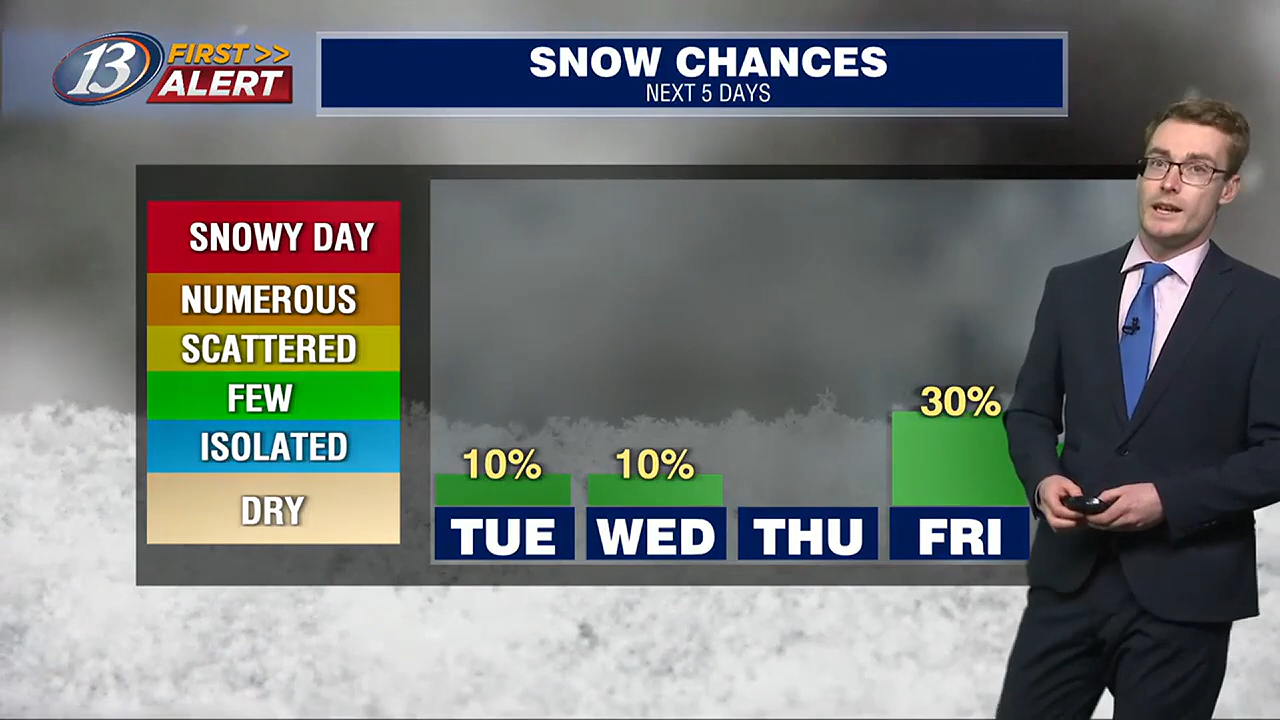 13 FIRST >>
ALERT
SNOW CHANCES
NEXT 5 DAYS
SNOWY DAY
NUMEROUS
SCATTERED
FEW
ISOLATED
DRY
10%
10%
30%
TUE
WED
THU
FRI